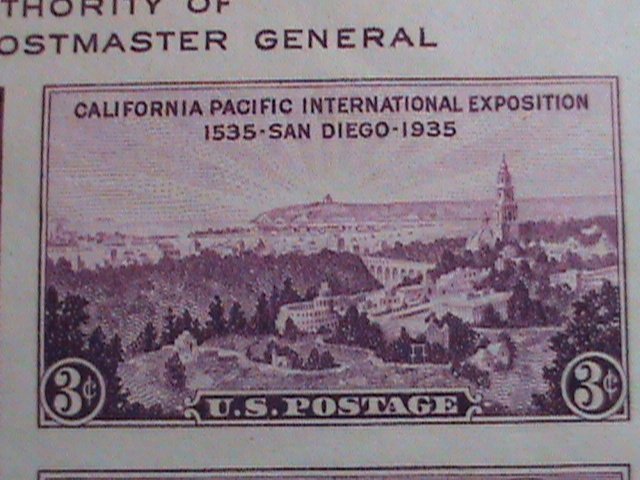 THORITY OF
OSTMASTER GENERAL
CALIFORNIA PACIFIC INTERNATIONAL EXPOSITION
1535-SAN DIEGO-1935
3¢ 3¢
U.S. POSTAGE